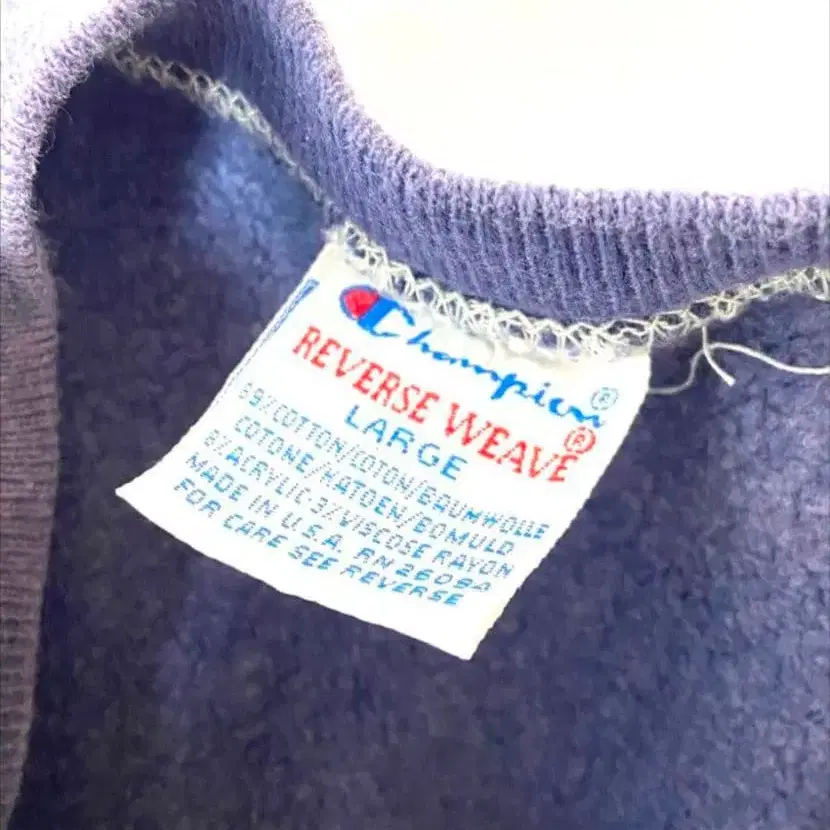 Champion®
REVERSE WEAVE®
LARGE
89%COTTON/COTON/BAUMWOLLE
COTONE/KATOEN/BOMULD
8%ACRYLIC 3%VISCOSE RAYON
MADE IN U.S.A. RN 26094
FOR CARE SEE REVERSE